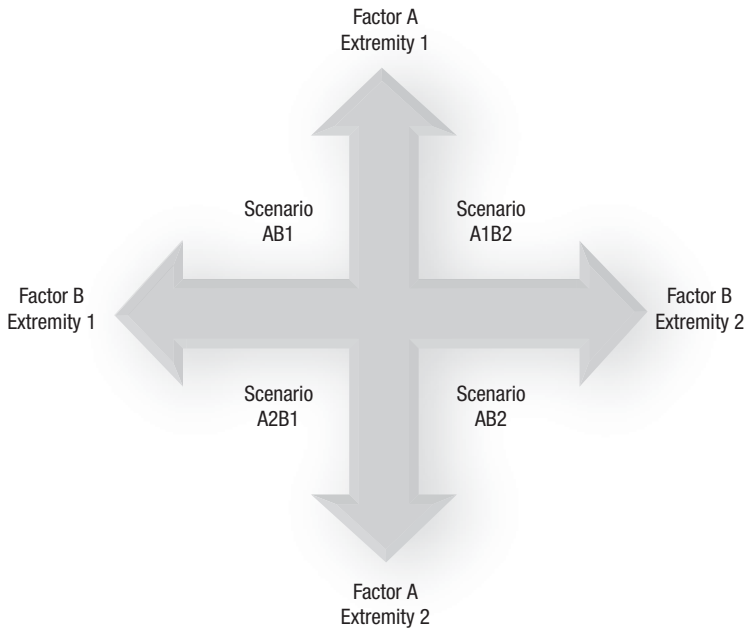 Factor A
Extremity 1
Scenario
AB1
Scenario
A1B2
Factor B
Extremity 1
Factor B
Extremity 2
Scenario
A2B1
Scenario
AB2
Factor A
Extremity 2